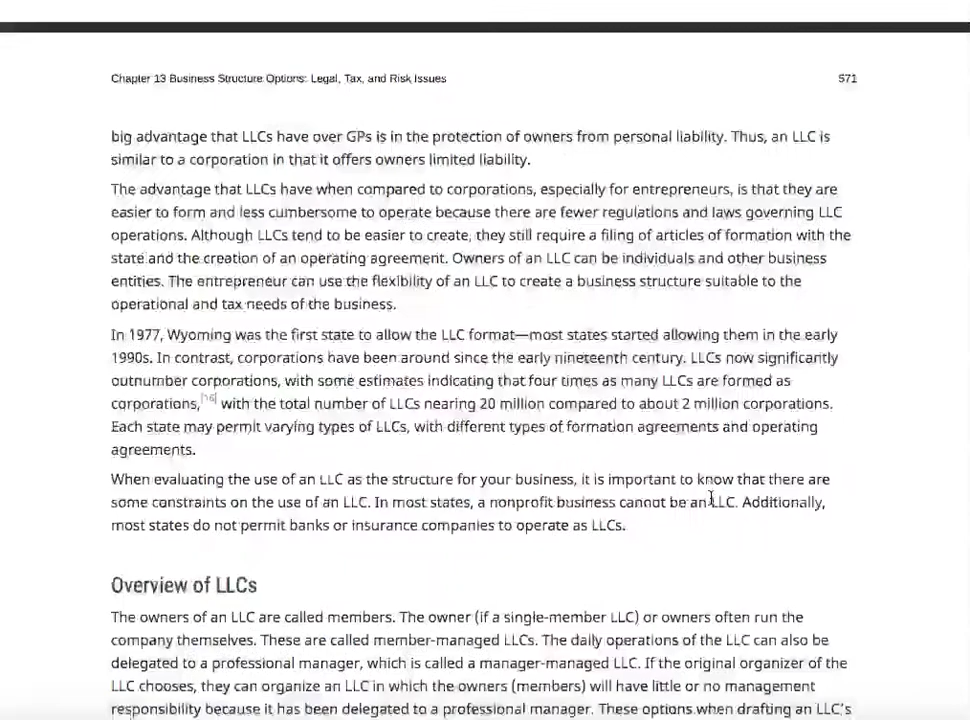 Chapter 13 Business Structure Options: Legal, Tax, and Risk Issues 571
big advantage that LLCs have over GPs is in the protection of owners from personal liability. Thus, an LLC is
similar to a corporation in that it offers owners limited liability.
The advantage that LLCs have when compared to corporations, especially for entrepreneurs, is that they are
easier to form and less cumbersome to operate because there are fewer regulations and laws governing LLC
operations. Although LLCs tend to be easier to create, they still require a filing of articles of formation with the
state and the creation of an operating agreement. Owners of an LLC can be individuals and other business
entities. The entrepreneur can use the flexibility of an LLC to create a business structure suitable to the
operational and tax needs of the business.
In 1977, Wyoming was the first state to allow the LLC format—most states started allowing them in the early
1990s. In contrast, corporations have been around since the early nineteenth century. LLCs now significantly
outnumber corporations, with some estimates indicating that four times as many LLCs are formed as
corporations,[16] with the total number of LLCs nearing 20 million compared to about 2 million corporations.
Each state may permit varying types of LLCs, with different types of formation agreements and operating
agreements.
When evaluating the use of an LLC as the structure for your business, it is important to know that there are
some constraints on the use of an LLC. In most states, a nonprofit business cannot be an LLC. Additionally,
most states do not permit banks or insurance companies to operate as LLCs.
Overview of LLCs
The owners of an LLC are called members. The owner (if a single-member LLC) or owners often run the
company themselves. These are called member-managed LLCs. The daily operations of the LLC can also be
delegated to a professional manager, which is called a manager-managed LLC. If the original organizer of the
LLC chooses, they can organize an LLC in which the owners (members) will have little or no management
responsibility because it has been delegated to a professional manager. These options when drafting an LLC's